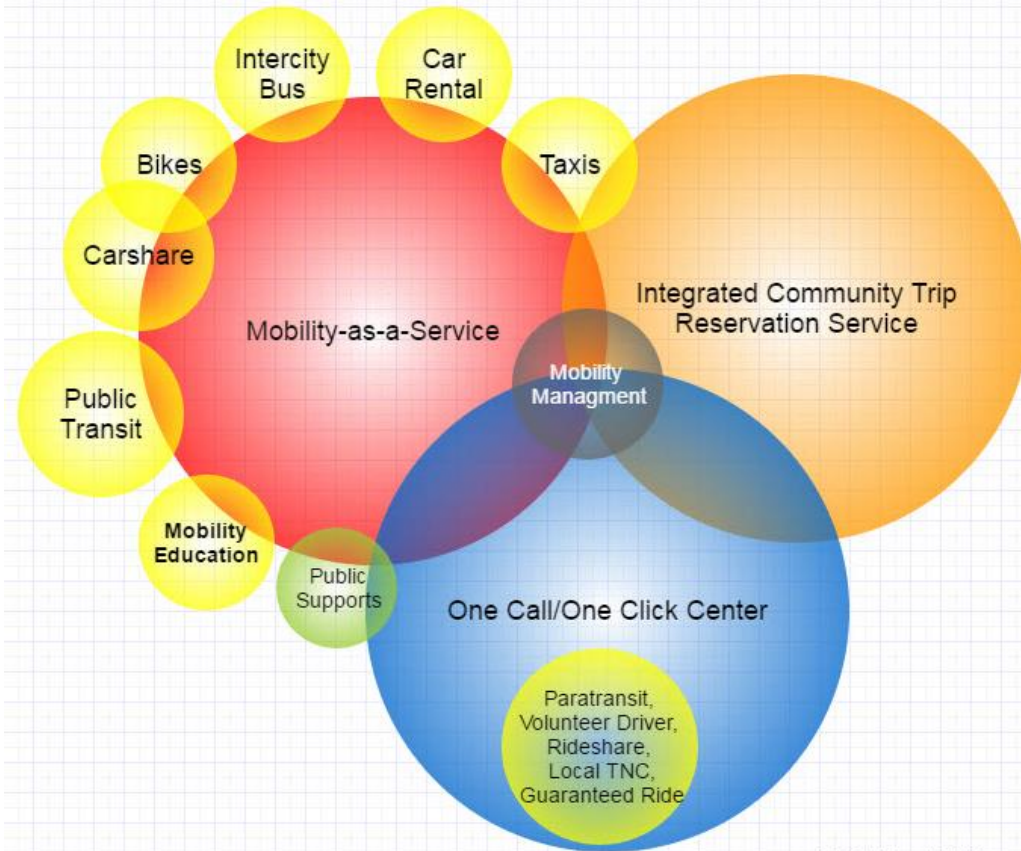 Intercity
Bus
Car
Rental
Bikes
Taxis
Carshare
Integrated Community Trip
Reservation Service
Mobility-as-a-Service
Mobility
Managment
Public
Transit
Mobility
Education
Public
Supports
One Call/One Click Center
Paratransit,
Volunteer Driver,
Rideshare,
Local TNC,
Guaranteed Ride